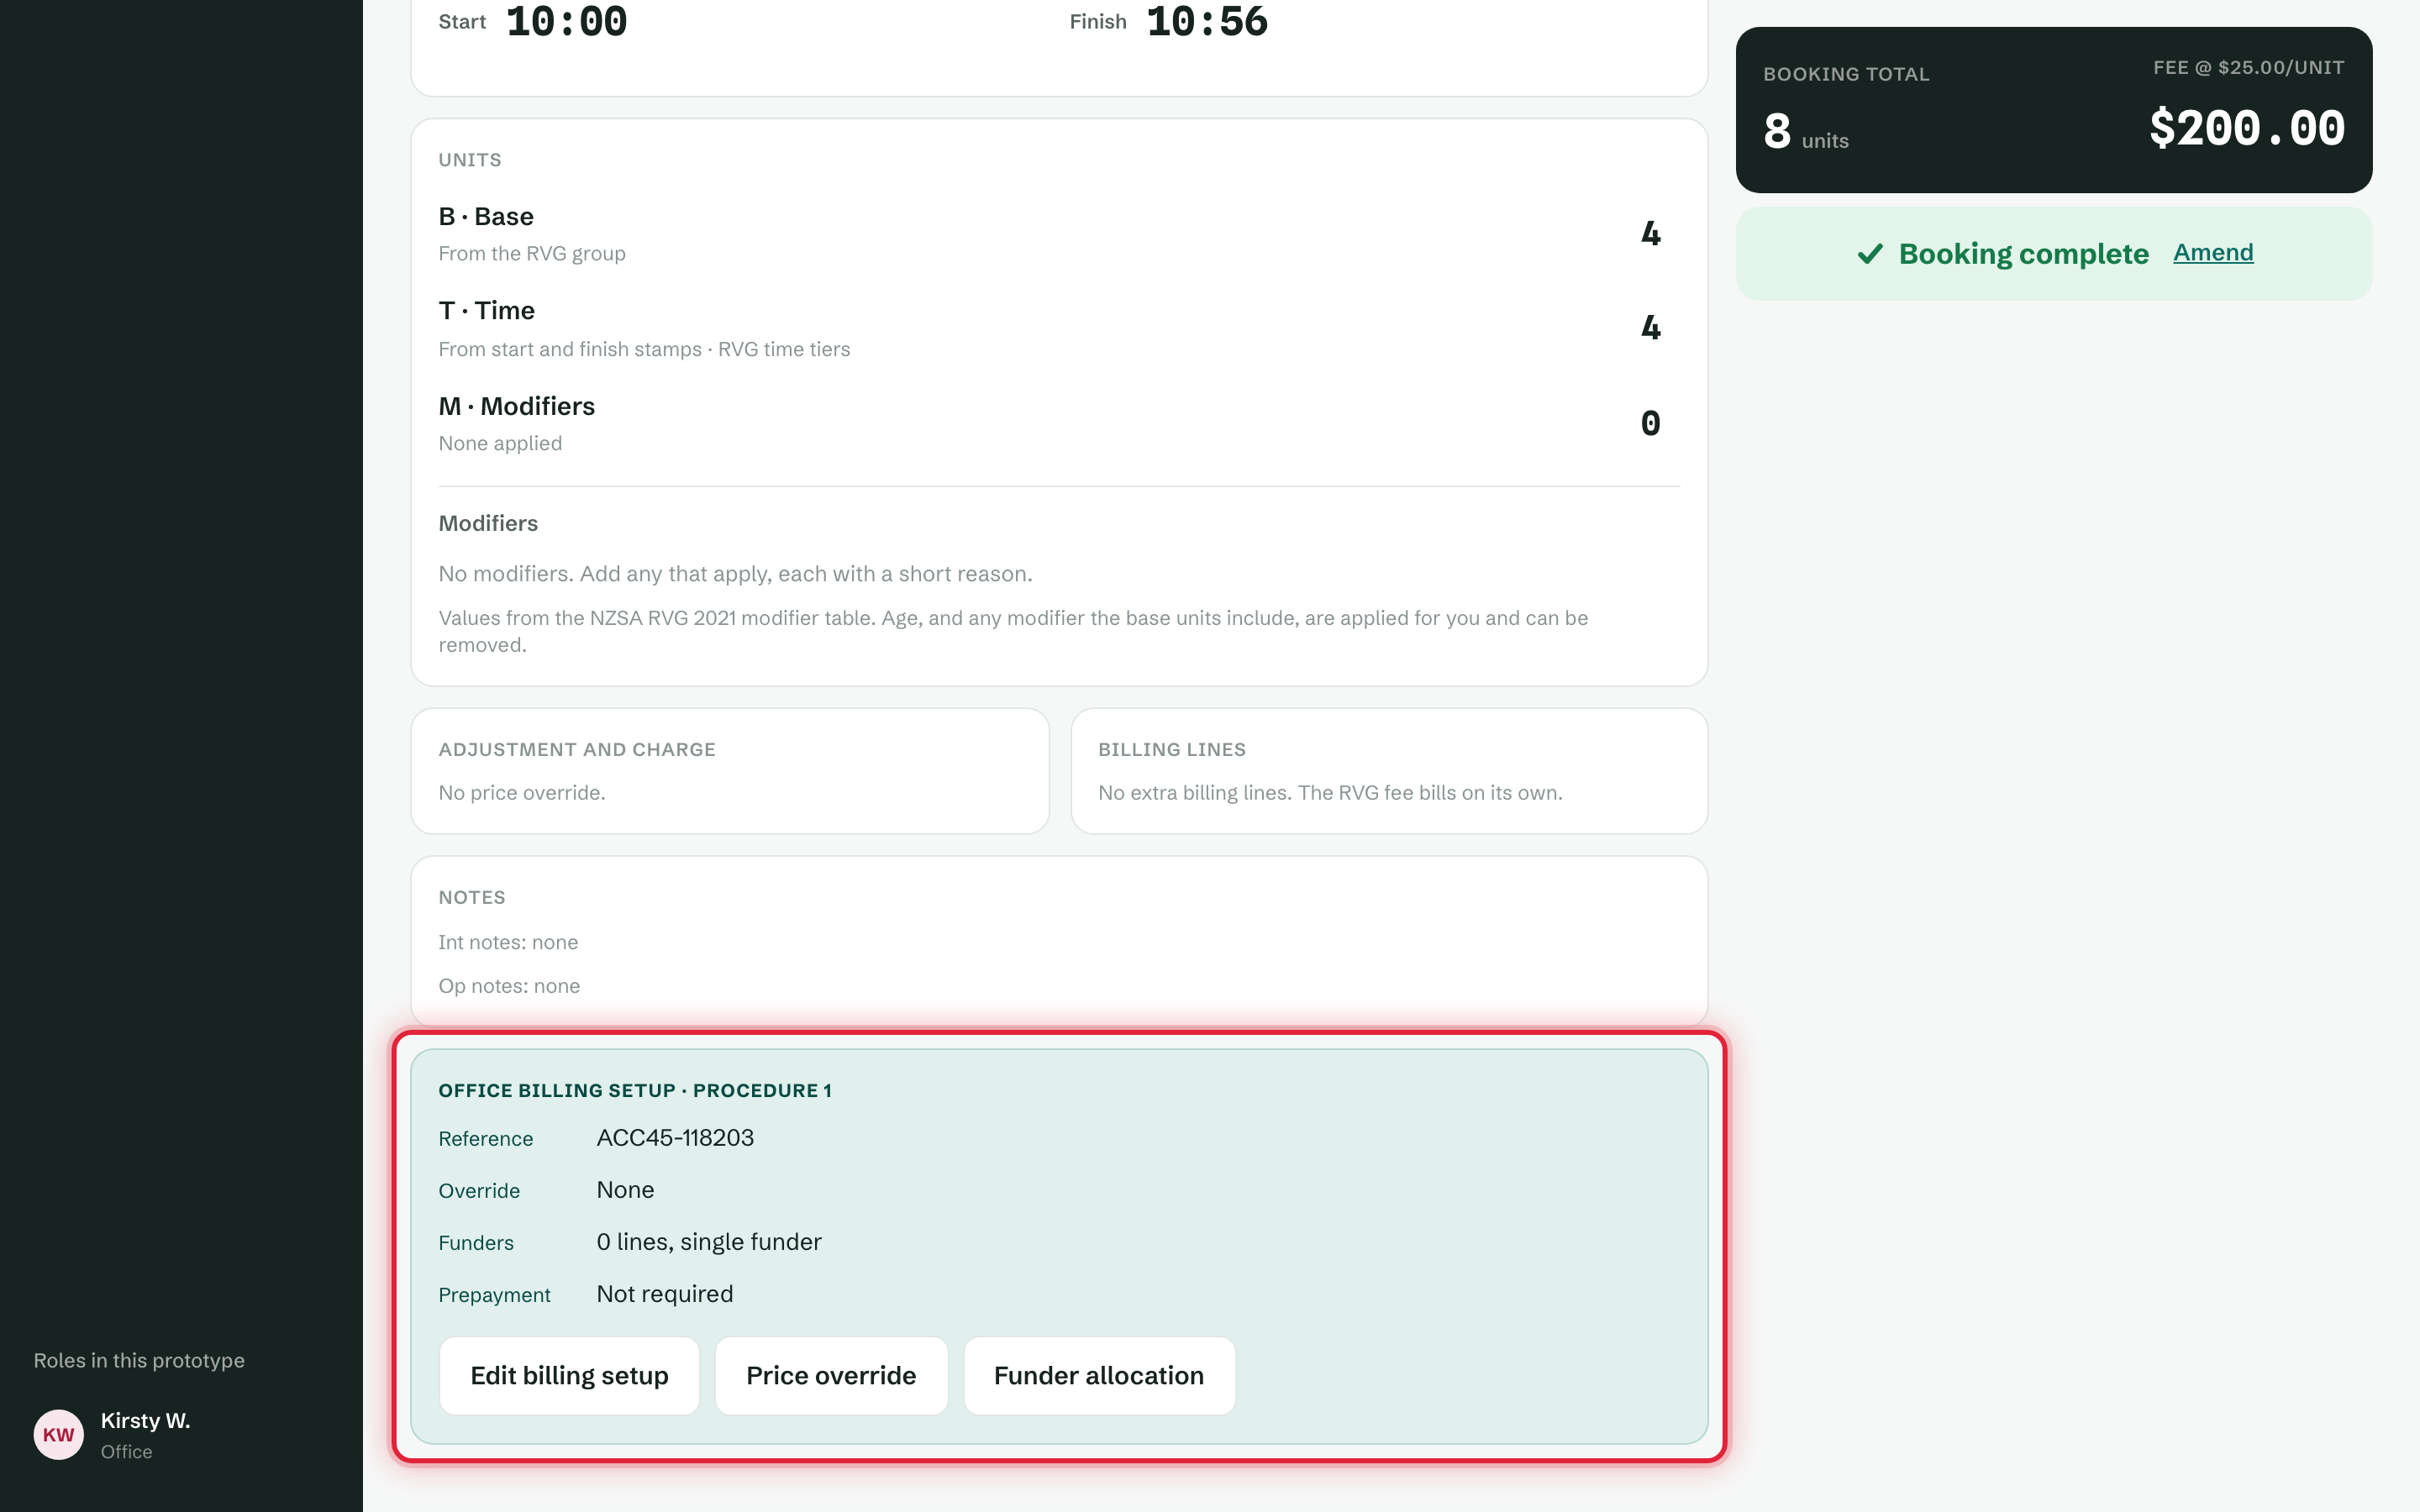 Start 10:00 Finish 10:56
UNITS
B · Base
From the RVG group
4
T · Time
From start and finish stamps · RVG time tiers
4
M · Modifiers
None applied
0
Modifiers
No modifiers. Add any that apply, each with a short reason.
Values from the NZSA RVG 2021 modifier table. Age, and any modifier the base units include, are applied for you and can be
removed.
ADJUSTMENT AND CHARGE
No price override.
BILLING LINES
No extra billing lines. The RVG fee bills on its own.
NOTES
Int notes: none
Op notes: none
OFFICE BILLING SETUP · PROCEDURE 1
Reference ACC45-118203
Override None
Funders 0 lines, single funder
Prepayment Not required
Edit billing setup Price override Funder allocation
BOOKING TOTAL
8 units
FEE @ $25.00/UNIT
$200.00
Booking complete Amend
Roles in this prototype
KW
Kirsty W.
Office